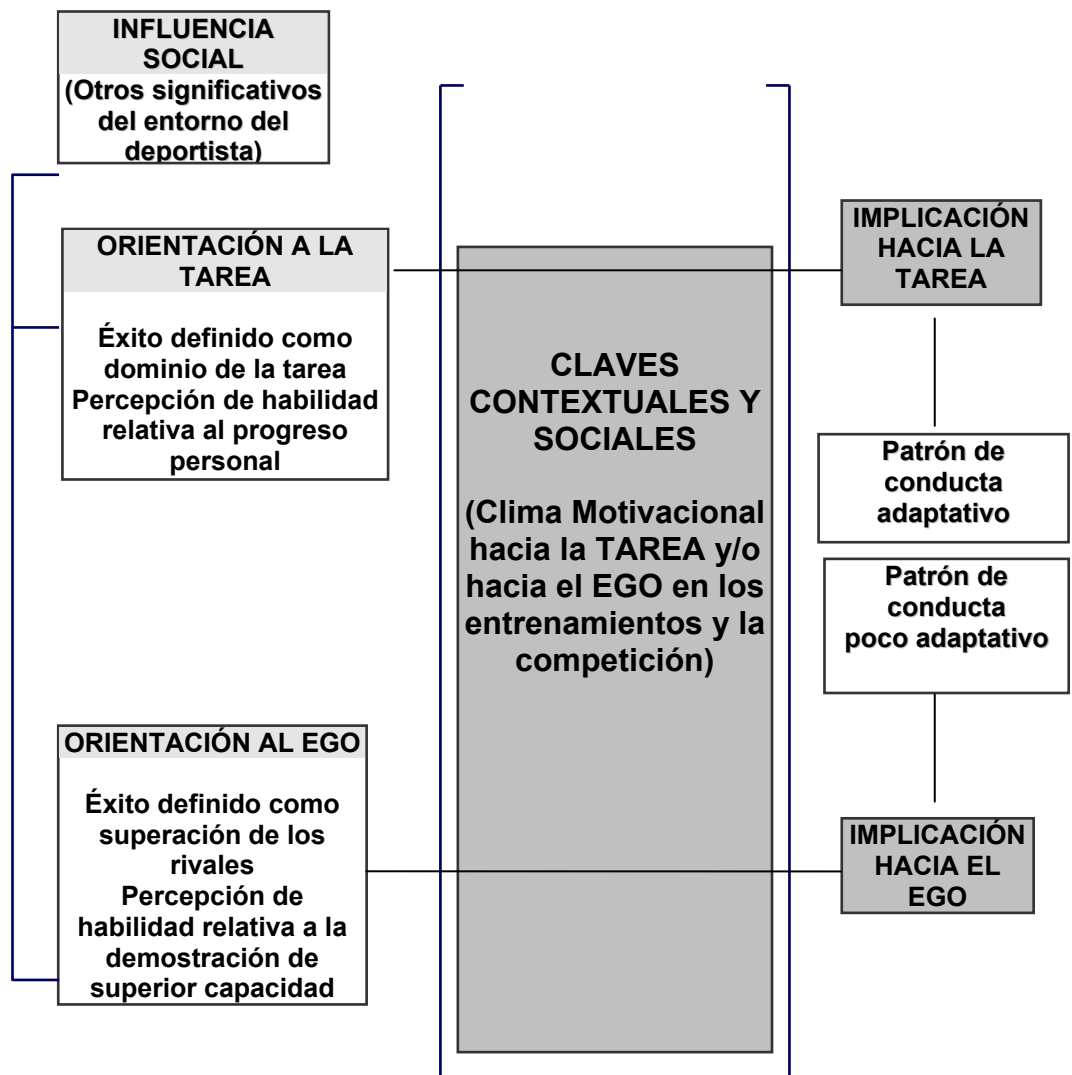 INFLUENCIA
SOCIAL
(Otros significativos
del entorno del
deportista)
ORIENTACIÓN A LA
TAREA
Éxito definido como
dominio de la tarea
Percepción de habilidad
relativa al progreso
personal
ORIENTACIÓN AL EGO
Éxito definido como
superación de los
rivales
Percepción de
habilidad relativa a la
demostración de
superior capacidad
CLAVES
CONTEXTUALES Y
SOCIALES
(Clima Motivacional
hacia la TAREA y/o
hacia el EGO en los
entrenamientos y la
competición)
IMPLICACIÓN
HACIA LA
TAREA
Patrón de
conducta
adaptativo
Patrón de
conducta
poco adaptativo
IMPLICACIÓN
HACIA EL
EGO